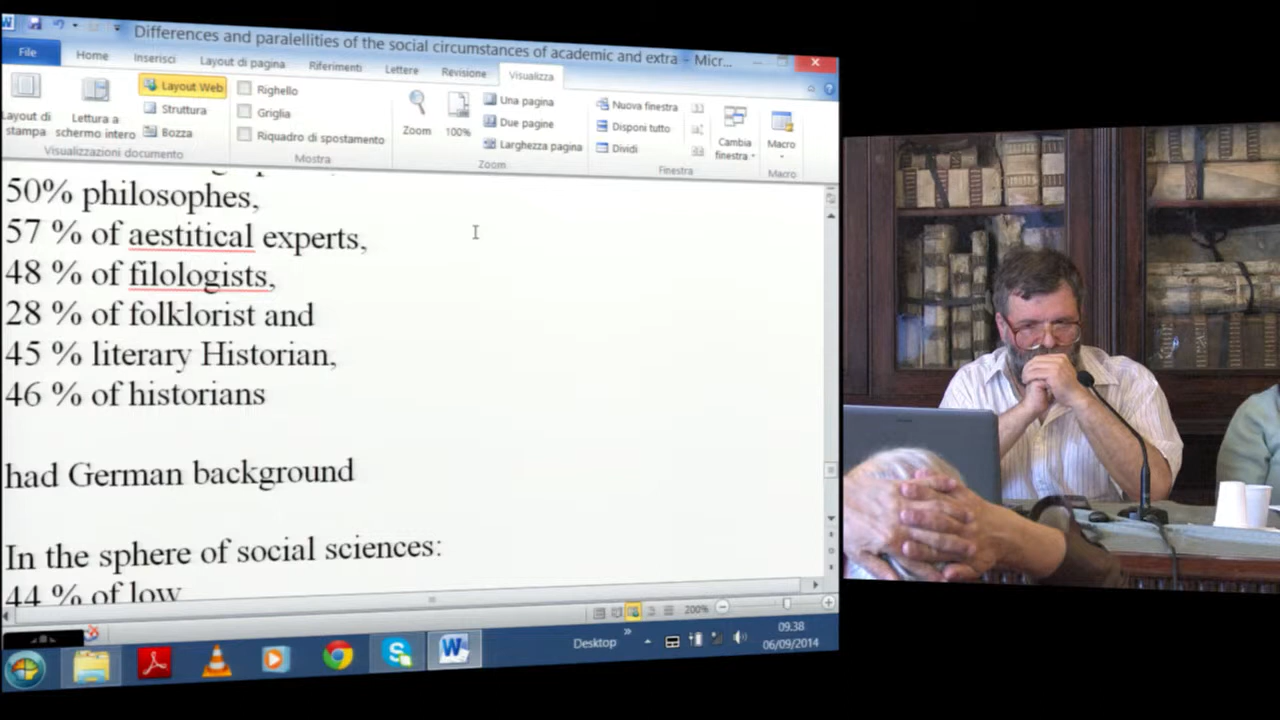 Differences and paralellities of the social circumstances of academic and extra - Micr...
File
Home
Inserisci
Layout di pagina
Riferimenti
Lettere
Revisione
Visualizza
Layout di stampa
Lettura a schermo intero
Layout Web
Struttura
Bozza
Visualizzazioni documento
Righello
Griglia
Riquadro di spostamento
Mostra
Zoom
100%
Una pagina
Due pagine
Larghezza pagina
Zoom
Nuova finestra
Disponi tutto
Dividi
Cambia finestra
Finestra
Macro
Macro
50% philosophes,
57 % of aestitical experts,
48 % of filologists,
28 % of folklorist and
45 % literary Historian,
46 % of historians
had German background
In the sphere of social sciences:
44 % of low
200%
Desktop
09.38
06/09/2014